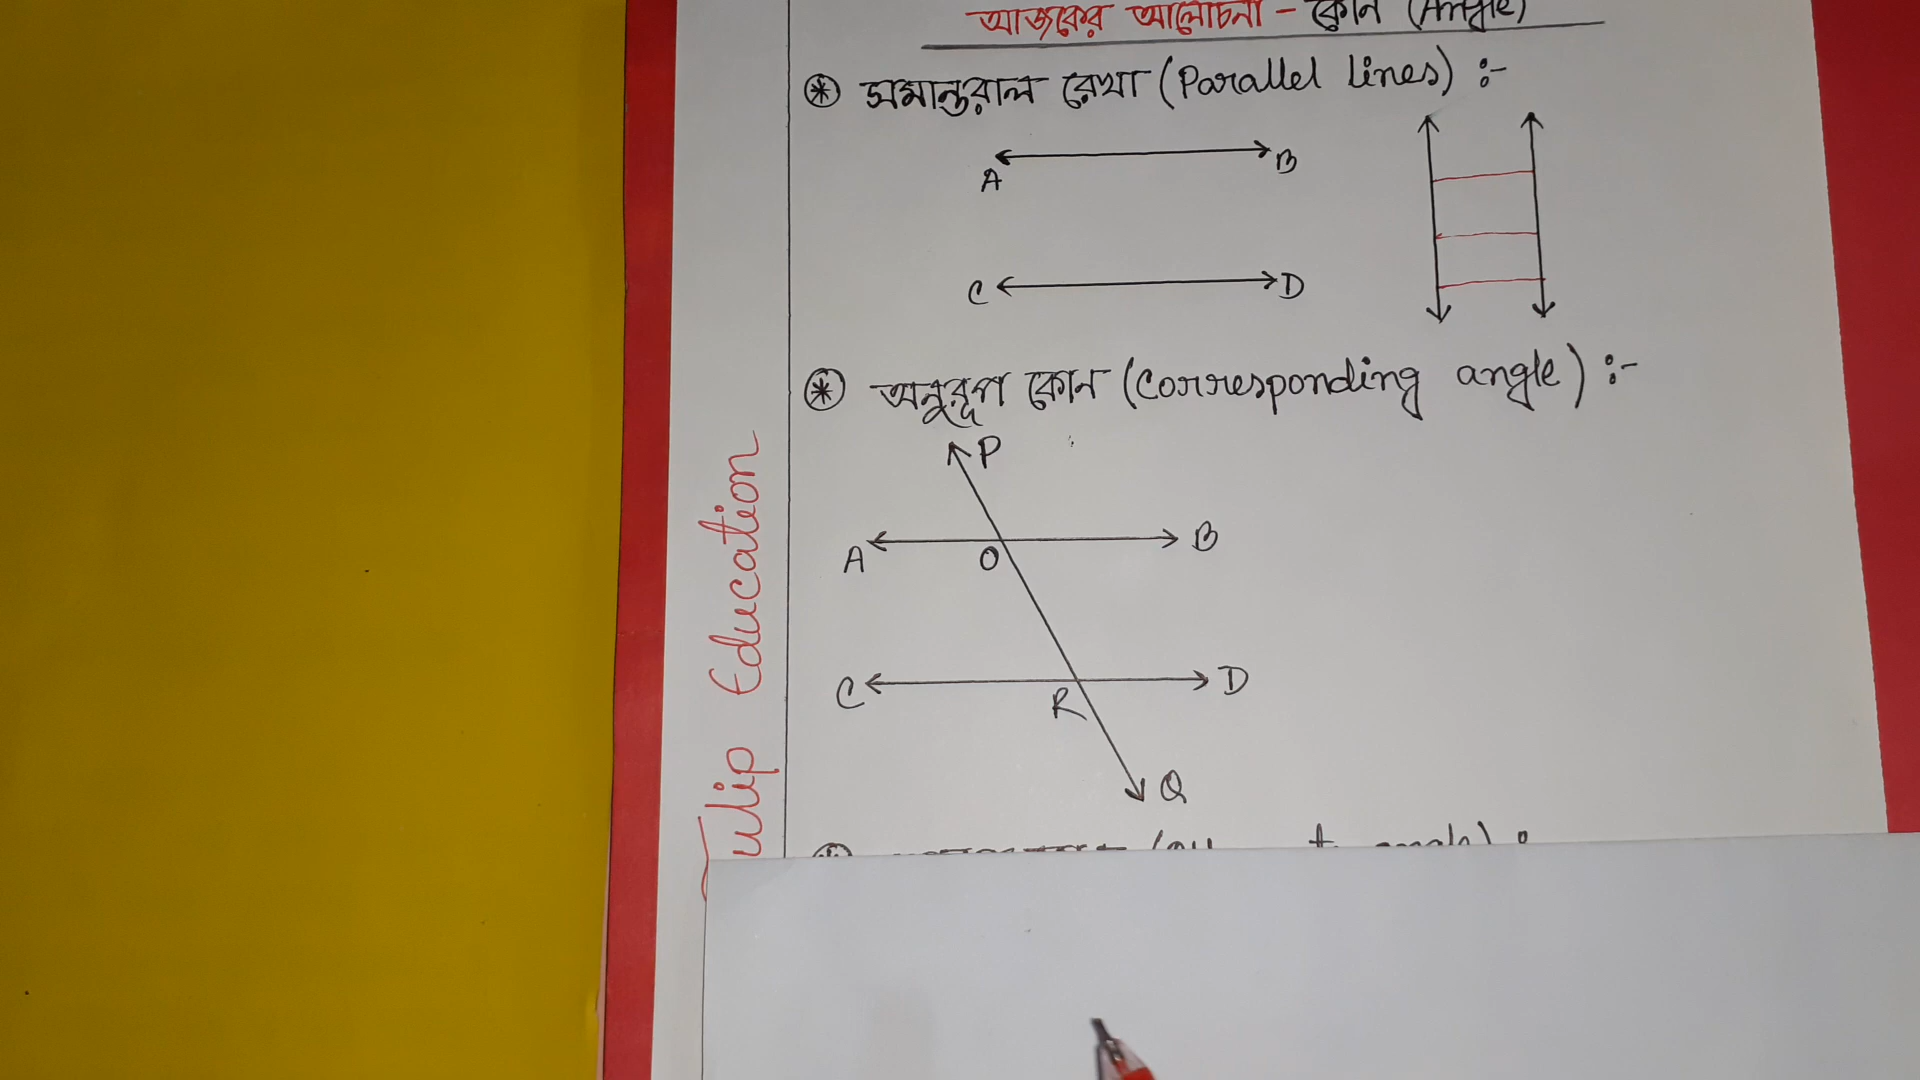 আজকের আলোচনা - কোন (Angle)
⊛ সমান্তরাল রেখা (Parallel lines) :-
A B
C D
⊛ অনুরূপ কোন (Corresponding angle) :-
P
A O B
C R D
Q
Tulip Education